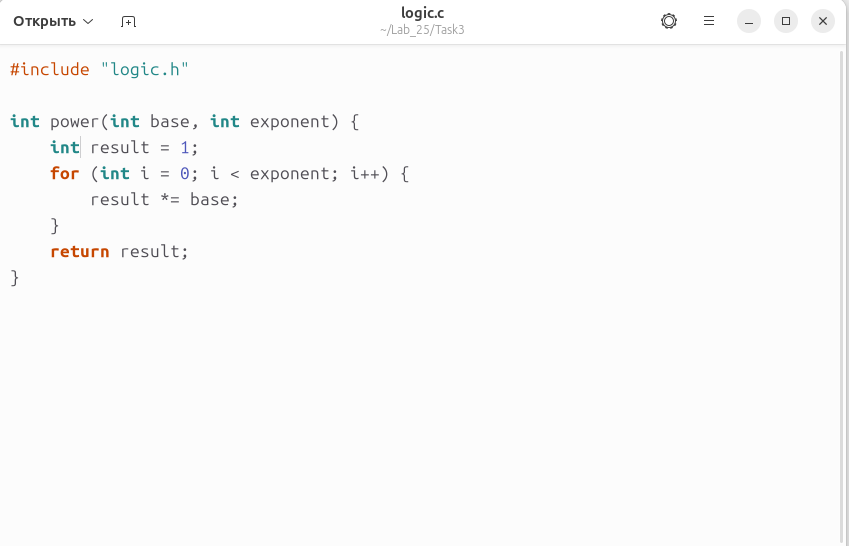 Открыть
logic.c
~/Lab_25/Task3
#include "logic.h"

int power(int base, int exponent) {
    int result = 1;
    for (int i = 0; i < exponent; i++) {
        result *= base;
    }
    return result;
}